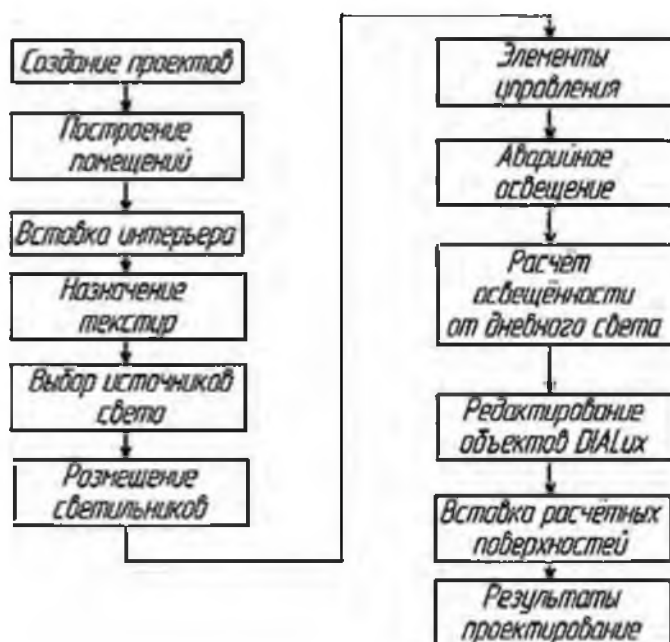 Создание проектов
Построение
помещений
Вставка интерьера
Назначение
текстур
Выбор источников
света
Размещение
светильников
Элементы
управления
Аварийное
освещение
Расчёт
освещённости
от дневного света
Редактирование
объектов DIALux
Вставка расчётных
поверхностей
Результаты
проектирование